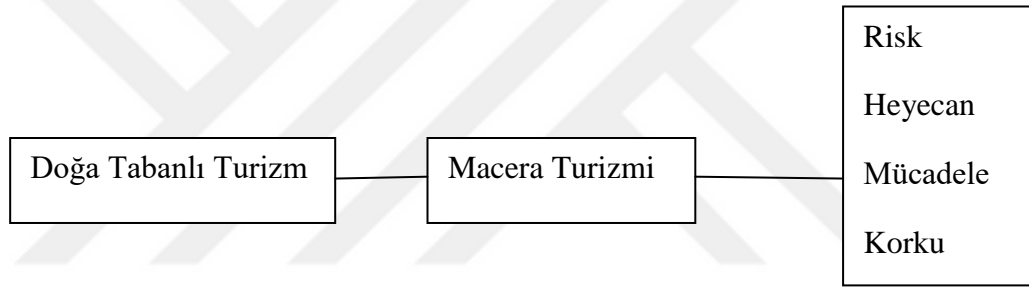 Doğa Tabanlı Turizm
Macera Turizmi
Risk
Heyecan
Mücadele
Korku